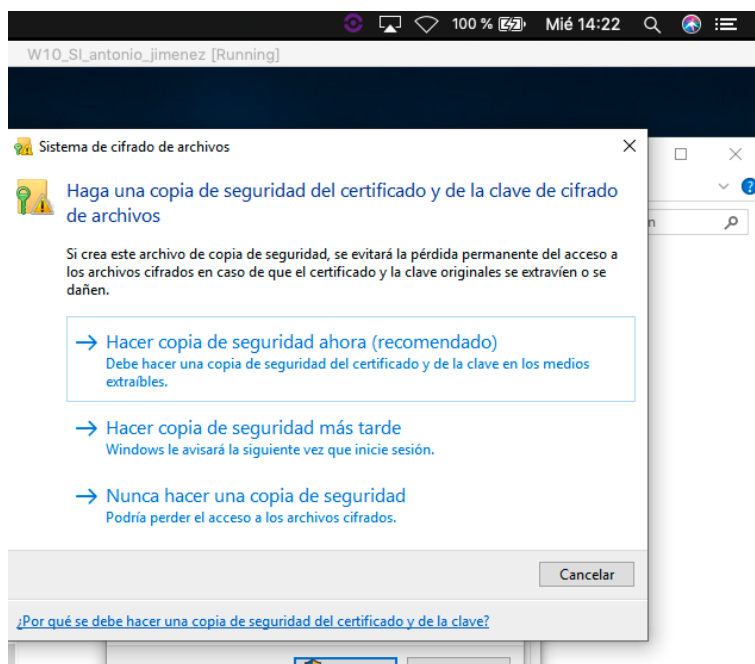 100 % Mié 14:22
W10_SI_antonio_jimenez [Running]
Sistema de cifrado de archivos
Haga una copia de seguridad del certificado y de la clave de cifrado
de archivos
Si crea este archivo de copia de seguridad, se evitará la pérdida permanente del acceso a
los archivos cifrados en caso de que el certificado y la clave originales se extravíen o se
dañen.
Hacer copia de seguridad ahora (recomendado)
Debe hacer una copia de seguridad del certificado y de la clave en los medios
extraíbles.
Hacer copia de seguridad más tarde
Windows le avisará la siguiente vez que inicie sesión.
Nunca hacer una copia de seguridad
Podría perder el acceso a los archivos cifrados.
Cancelar
¿Por qué se debe hacer una copia de seguridad del certificado y de la clave?